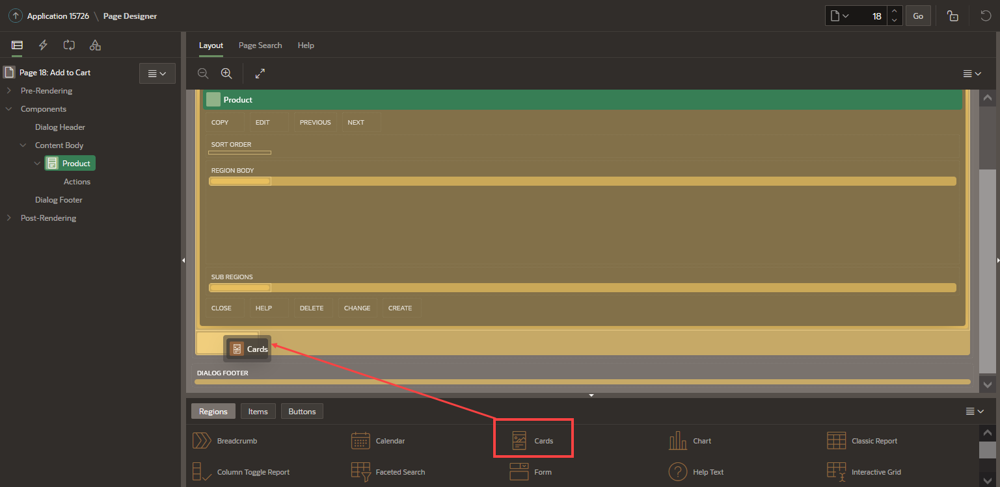 Application 15726 \ Page Designer
18
Go
Layout Page Search Help
Page 18: Add to Cart
Pre-Rendering
Components
Dialog Header
Content Body
Product
Actions
Dialog Footer
Post-Rendering
Product
COPY EDIT PREVIOUS NEXT
SORT ORDER
REGION BODY
SUB REGIONS
CLOSE HELP DELETE CHANGE CREATE
Cards
DIALOG FOOTER
Regions Items Buttons
Breadcrumb Calendar Cards Chart Classic Report
Column Toggle Report Faceted Search Form Help Text Interactive Grid